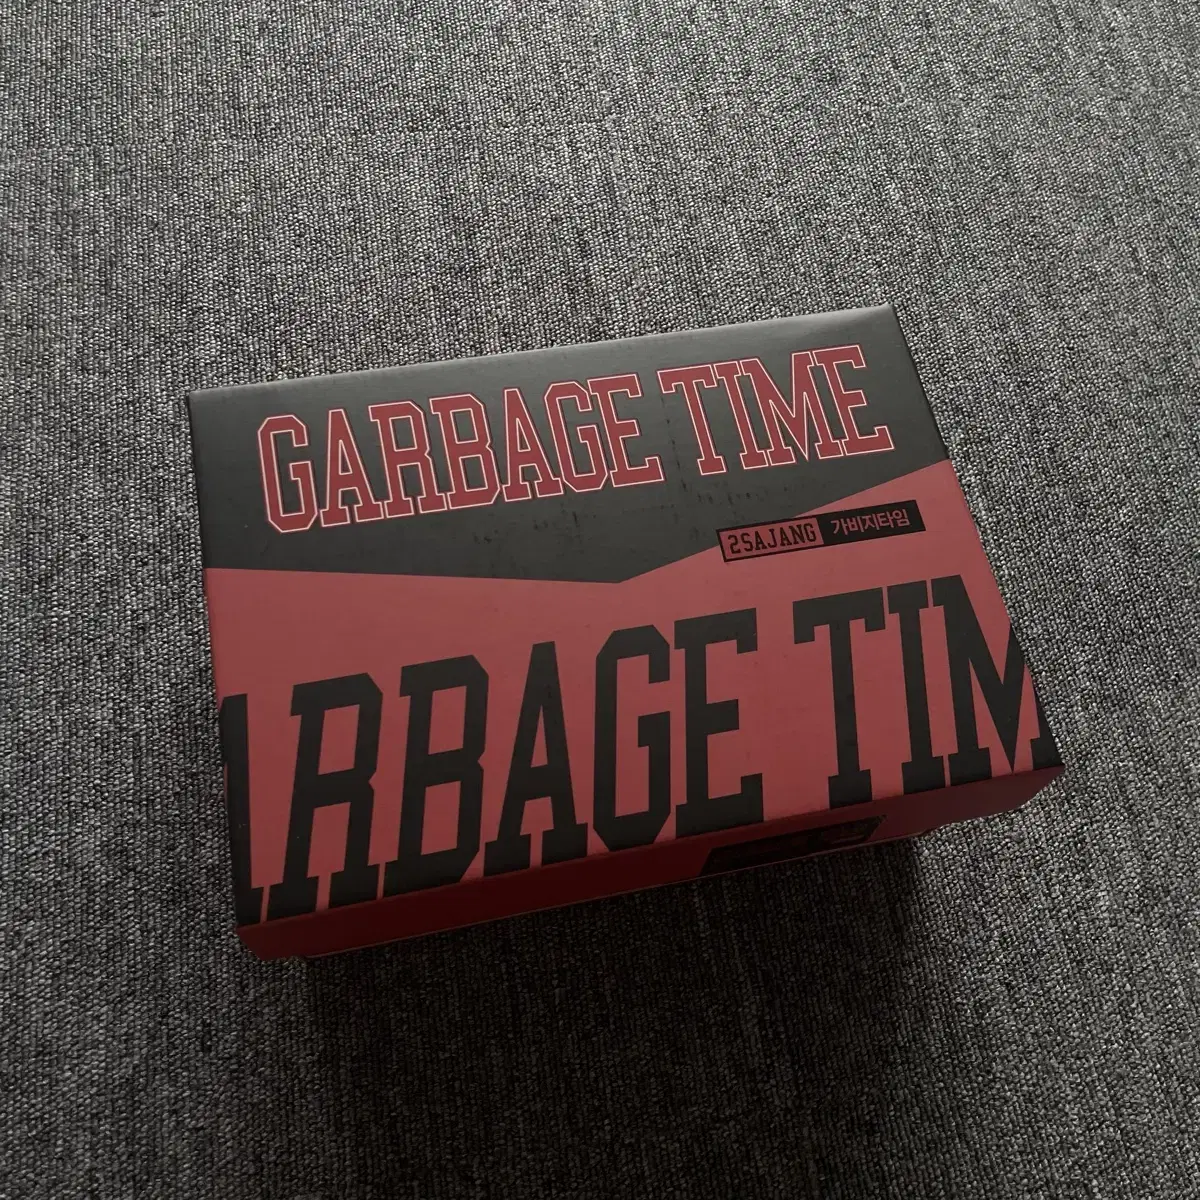 GARBAGE TIME
2SAJANG 가비지타임
ARBAGE TIM